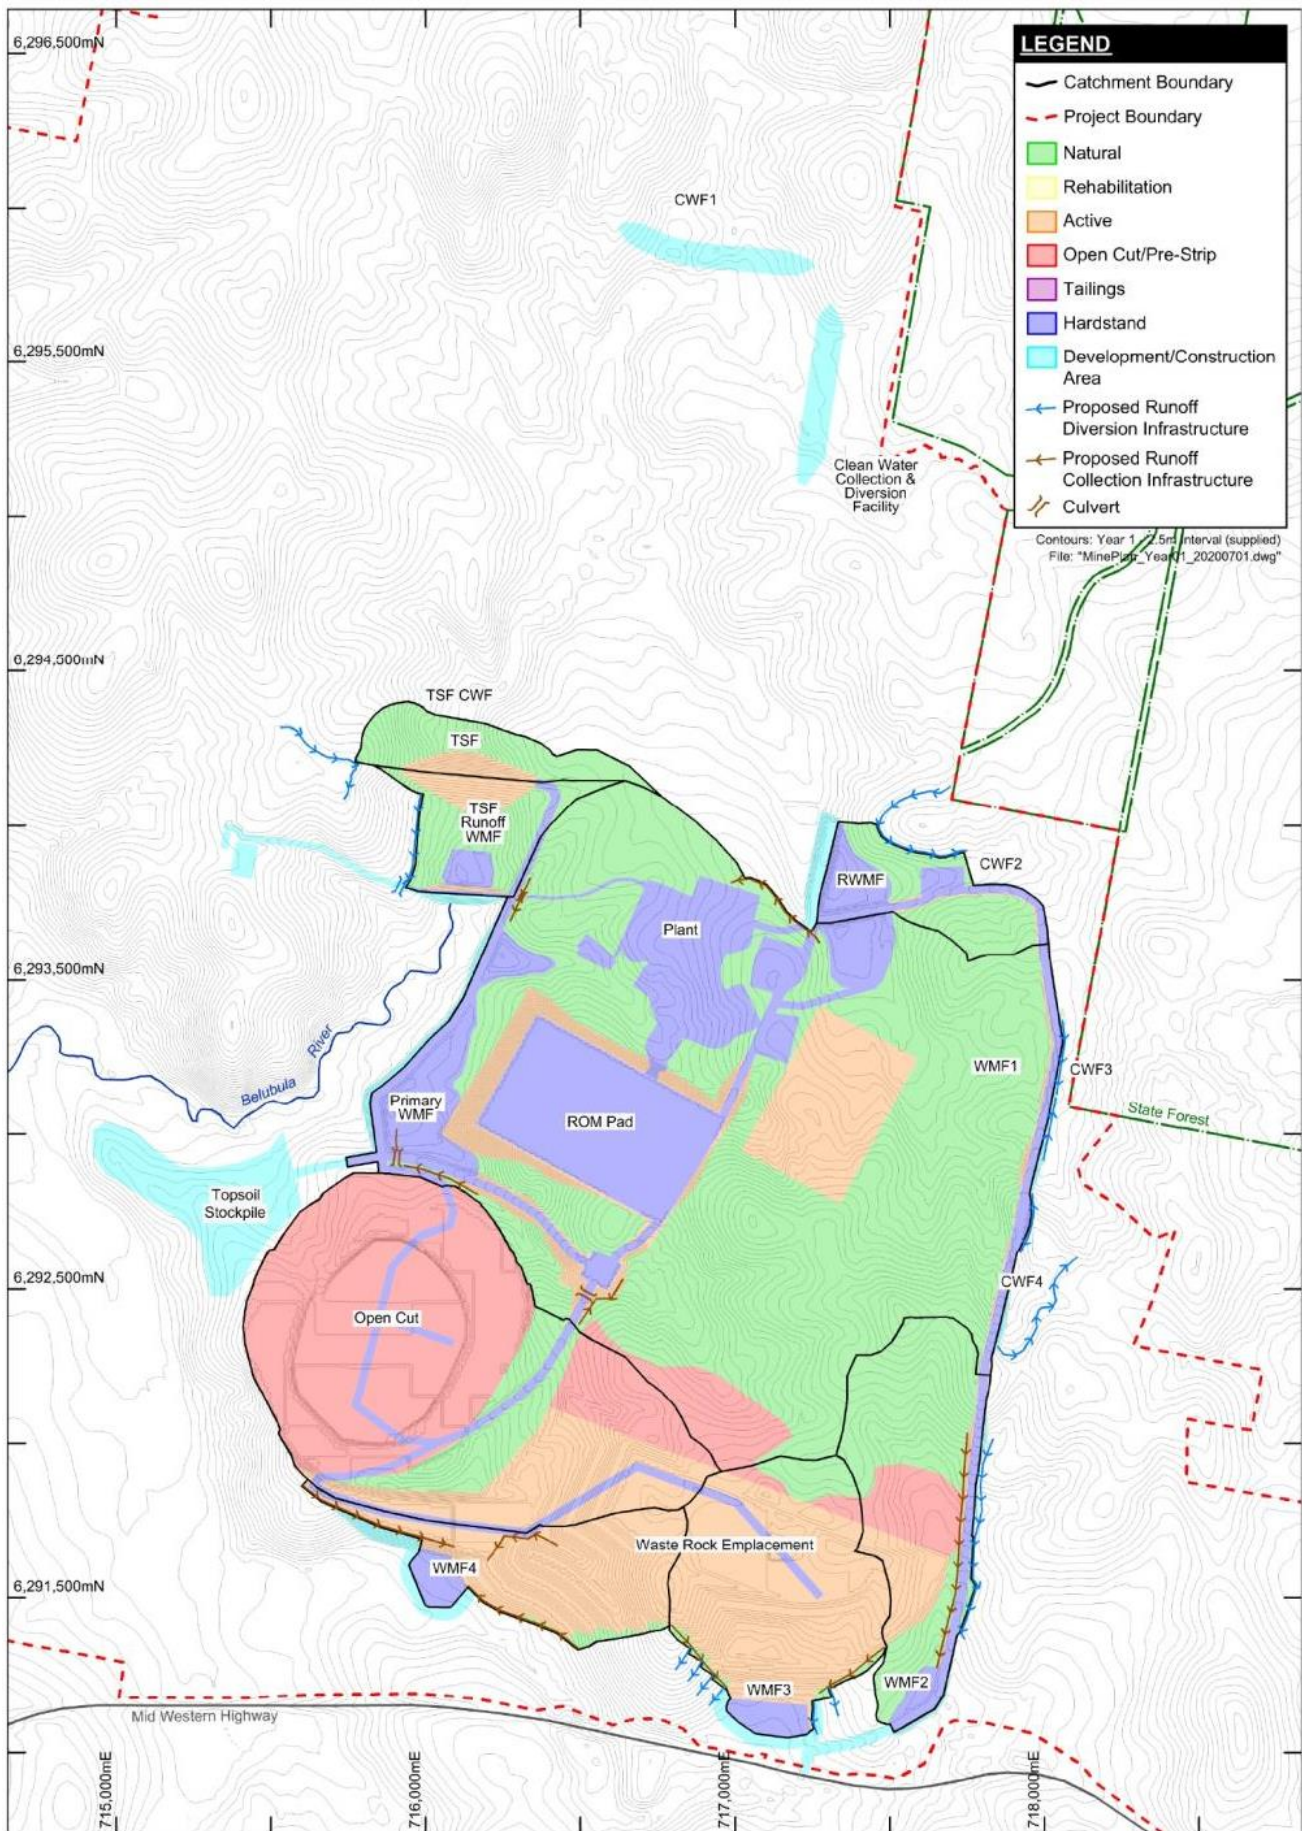 6,296,500mN
LEGEND
Catchment Boundary
Project Boundary
Natural
Rehabilitation
Active
Open Cut/Pre-Strip
Tailings
Hardstand
Development/Construction
Area
Proposed Runoff
Diversion Infrastructure
Proposed Runoff
Collection Infrastructure
Culvert
Contours: Year 1 - 2.5m Interval (supplied)
File: "MinePlan_Year01_20200701.dwg"
CWF1
6,295,500mN
Clean Water
Collection &
Diversion
Facility
6,294,500mN
TSF CWF
TSF
TSF
Runoff
WMF
CWF2
RWMF
Plant
6,293,500mN
Belubula
River
Primary
WMF
ROM Pad
WMF1
CWF3
State Forest
Topsoil
Stockpile
6,292,500mN
CWF4
Open Cut
Waste Rock Emplacement
WMF4
6,291,500mN
WMF2
WMF3
Mid Western Highway
715,000mE
716,000mE
717,000mE
718,000mE